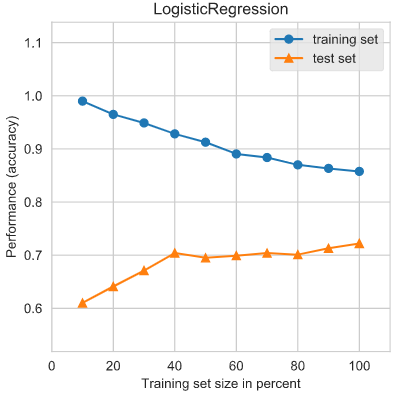 LogisticRegression
training set
test set
1.1
1.0
0.9
0.8
0.7
0.6
Performance (accuracy)
0 20 40 60 80 100
Training set size in percent